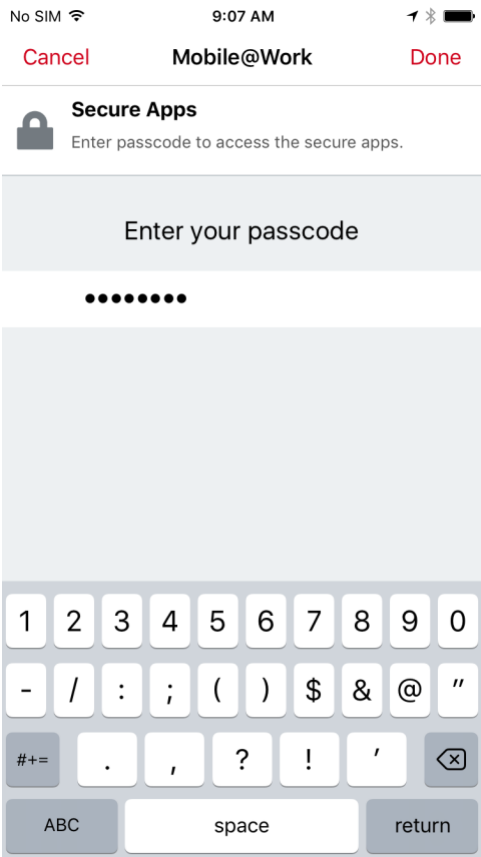 No SIM 9:07 AM
Cancel Mobile@Work Done
Secure Apps
Enter passcode to access the secure apps.
Enter your passcode
••••••••
1 2 3 4 5 6 7 8 9 0
- / : ; ( ) $ & @ "
#+= . , ? ! '
ABC space return